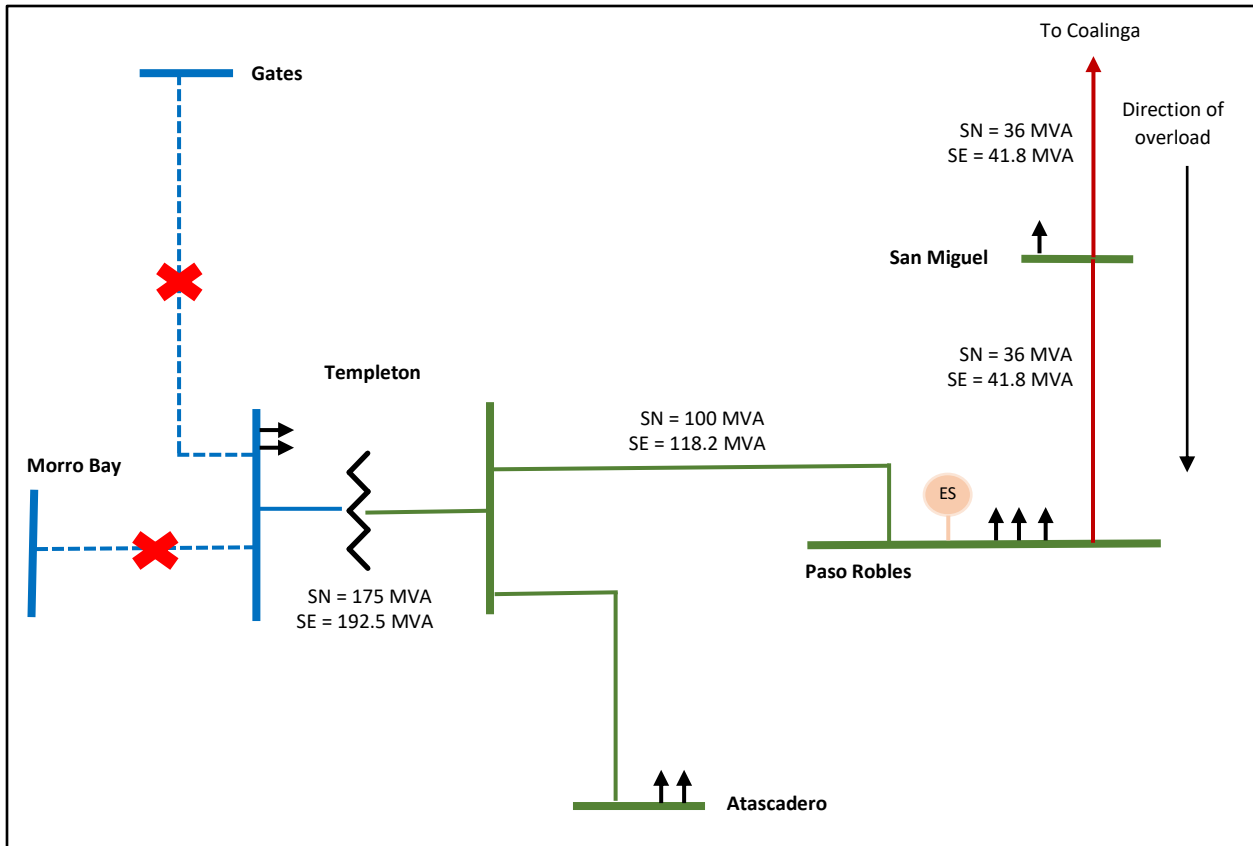 To Coalinga
Gates
Direction of
overload
SN = 36 MVA
SE = 41.8 MVA
San Miguel
Templeton
SN = 36 MVA
SE = 41.8 MVA
SN = 100 MVA
SE = 118.2 MVA
Morro Bay
ES
Paso Robles
SN = 175 MVA
SE = 192.5 MVA
Atascadero